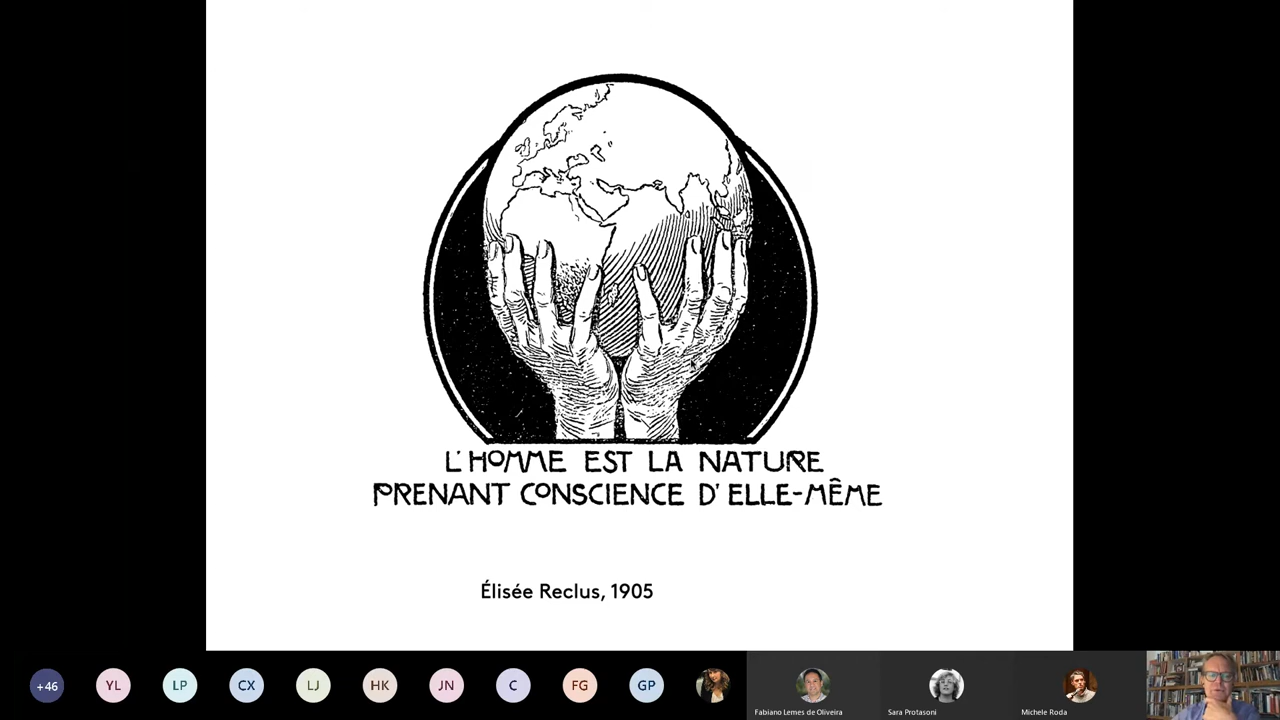 L'HOMME EST LA NATURE
PRENANT CONSCIENCE D'ELLE-MÊME
Élisée Reclus, 1905
+46
YL
LP
CX
LJ
HK
JN
C
FG
GP
Fabiano Lemes de Oliveira
Sara Protasoni
Michele Roda